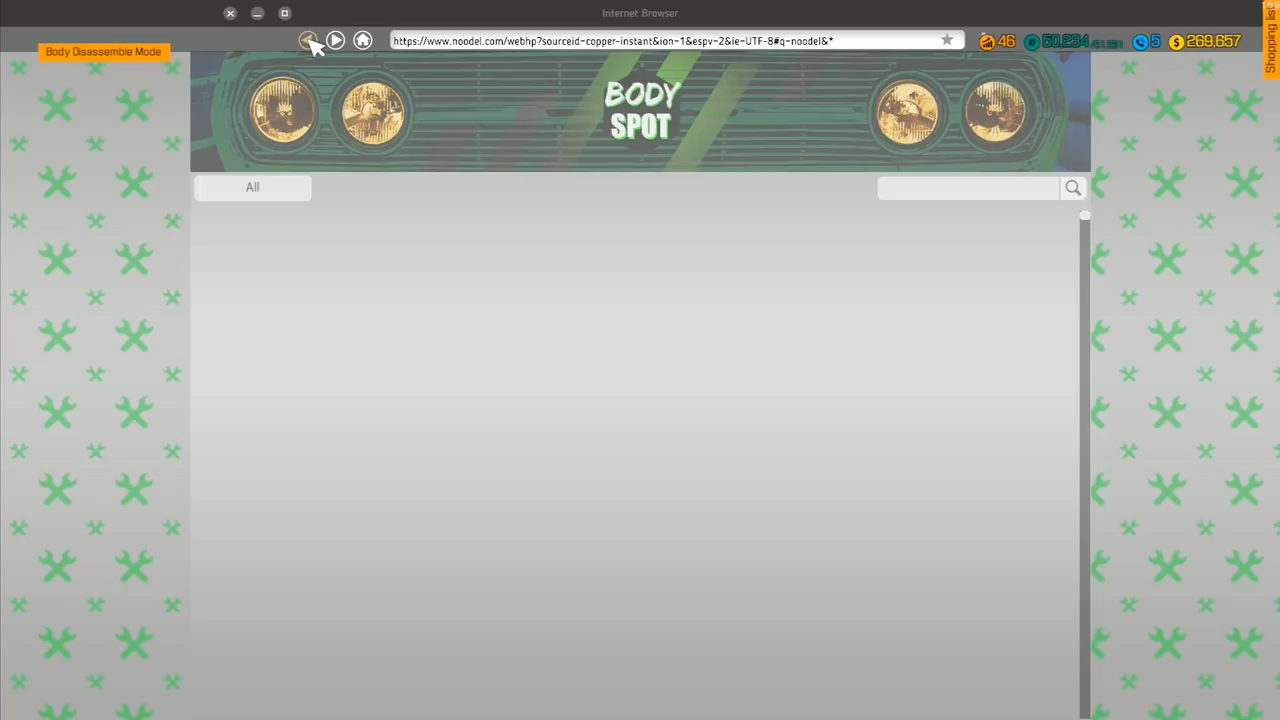 Internet Browser
Body Disassemble Mode
https://www.noodel.com/webhp?sourceid-copper-instant&ion-1&espv-2&ie-UTF-8#q-noodel&*
46
XP
5
$ 269,657
Shopping list
BODY
SPOT
All